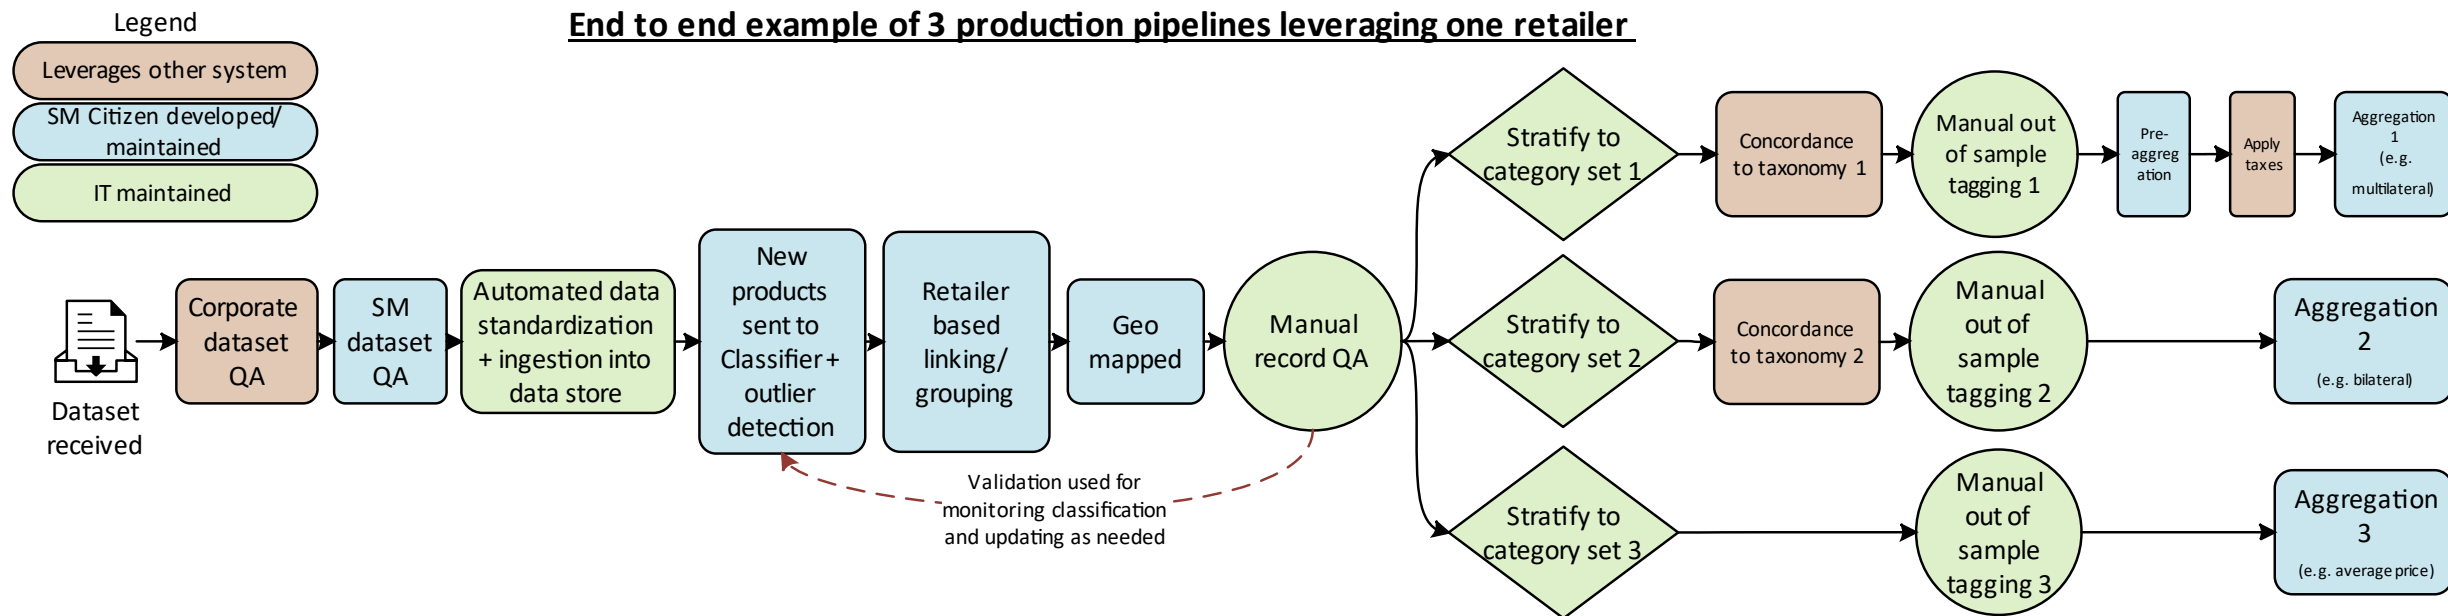 End to end example of 3 production pipelines leveraging one retailer
Legend
Leverages other system
SM Citizen developed/
maintained
IT maintained
Dataset
received
Corporate
dataset
QA
SM
dataset
QA
Automated data
standardization
+ ingestion into
data store
New
products
sent to
Classifier +
outlier
detection
Retailer
based
linking/
grouping
Geo
mapped
Manual
record QA
Validation used for
monitoring classification
and updating as needed
Stratify to
category set 1
Concordance
to taxonomy 1
Manual out
of sample
tagging 1
Pre-
aggreg
ation
Apply
taxes
Aggregation
1
(e.g.
multilateral)
Stratify to
category set 2
Concordance
to taxonomy 2
Manual
out of
sample
tagging 2
Aggregation
2
(e.g. bilateral)
Stratify to
category set 3
Manual
out of
sample
tagging 3
Aggregation
3
(e.g. average price)